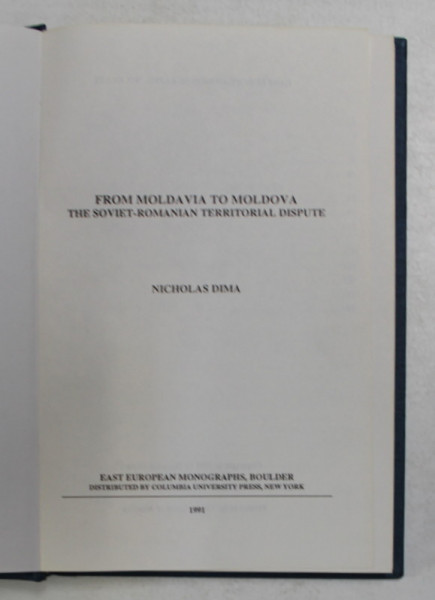 FROM MOLDAVIA TO MOLDOVA
THE SOVIET-ROMANIAN TERRITORIAL DISPUTE
NICHOLAS DIMA
EAST EUROPEAN MONOGRAPHS, BOULDER
DISTRIBUTED BY COLUMBIA UNIVERSITY PRESS, NEW YORK
1991